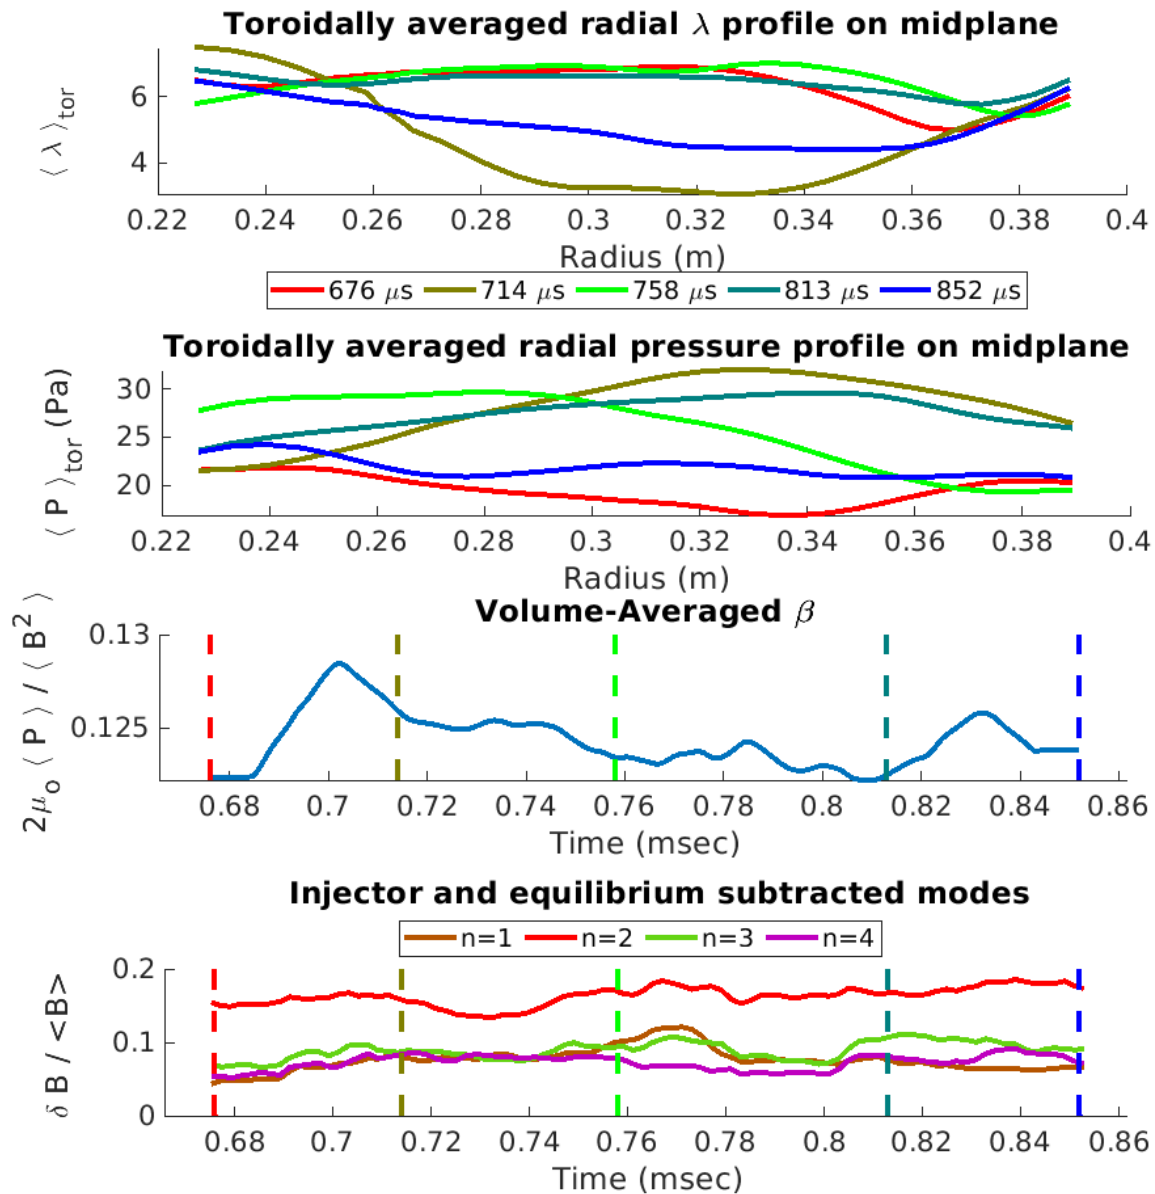 Toroidally averaged radial λ profile on midplane
⟨ λ ⟩tor
6
4
0.22 0.24 0.26 0.28 0.3 0.32 0.34 0.36 0.38 0.4
Radius (m)
676 μs 714 μs 758 μs 813 μs 852 μs
Toroidally averaged radial pressure profile on midplane
⟨ P ⟩tor (Pa)
30
25
20
0.22 0.24 0.26 0.28 0.3 0.32 0.34 0.36 0.38 0.4
Radius (m)
Volume-Averaged β
2μo ⟨ P ⟩ / ⟨ B² ⟩
0.13
0.125
0.68 0.7 0.72 0.74 0.76 0.78 0.8 0.82 0.84 0.86
Time (msec)
Injector and equilibrium subtracted modes
n=1 n=2 n=3 n=4
δ B / <B>
0.2
0.1
0
0.68 0.7 0.72 0.74 0.76 0.78 0.8 0.82 0.84 0.86
Time (msec)